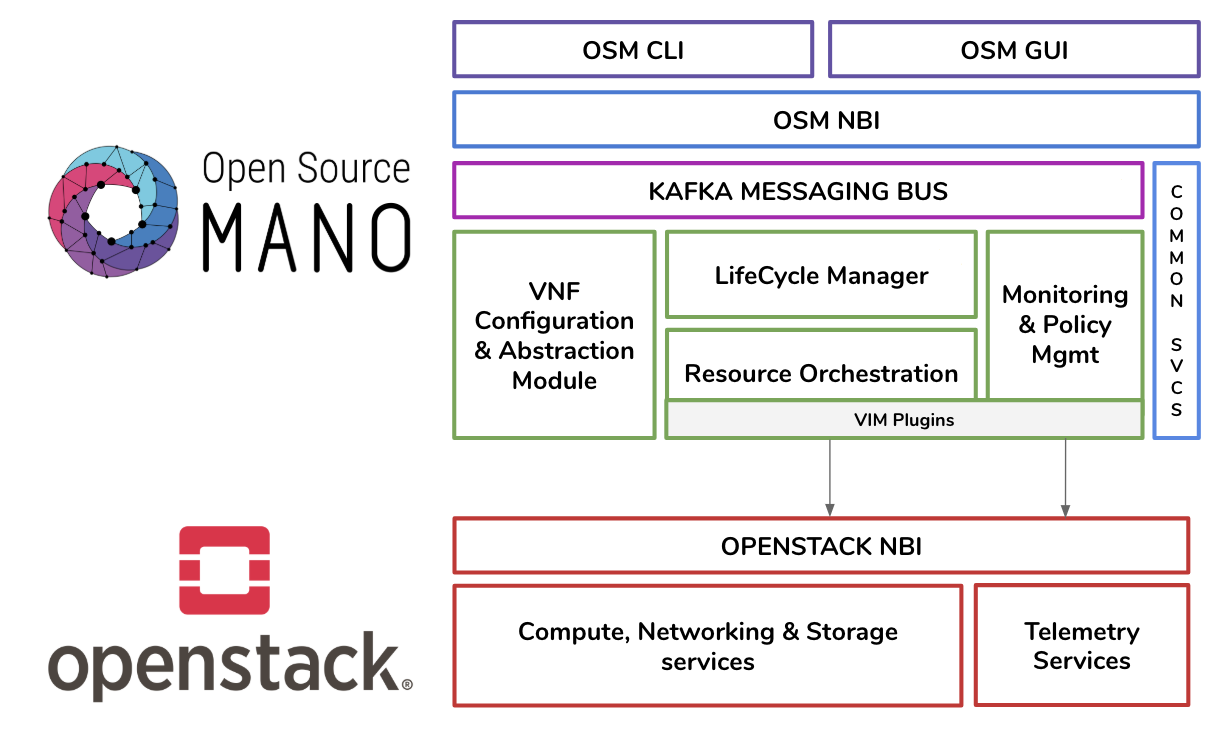 OSM CLI
OSM GUI
OSM NBI
Open Source
MANO
KAFKA MESSAGING BUS
COMMON SVCS
VNF
Configuration
& Abstraction
Module
LifeCycle Manager
Resource Orchestration
Monitoring
& Policy
Mgmt
VIM Plugins
openstack®
OPENSTACK NBI
Compute, Networking & Storage
services
Telemetry
Services